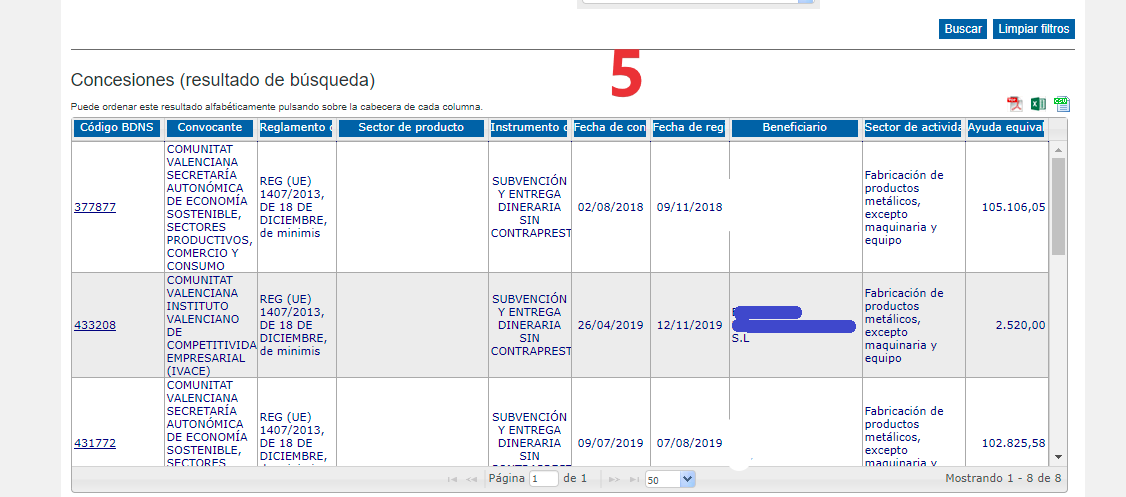 Buscar Limpiar filtros
5
Concesiones (resultado de búsqueda)
Puede ordenar este resultado alfabéticamente pulsando sobre la cabecera de cada columna.
Código BDNS Convocante Reglamento Sector de producto Instrumento Fecha de con Fecha de reg Beneficiario Sector de activida Ayuda equival
377877
COMUNITAT
VALENCIANA
SECRETARÍA
AUTONÓMICA
DE ECONOMÍA
SOSTENIBLE,
SECTORES
PRODUCTIVOS,
COMERCIO Y
CONSUMO
REG (UE)
1407/2013,
DE 18 DE
DICIEMBRE,
de minimis
SUBVENCIÓN
Y ENTREGA
DINERARIA
SIN
CONTRAPREST
02/08/2018
09/11/2018
Fabricación de
productos
metálicos,
excepto
maquinaria y
equipo
105.106,05
433208
COMUNITAT
VALENCIANA
INSTITUTO
VALENCIANO
DE
COMPETITIVIDA
EMPRESARIAL
(IVACE)
REG (UE)
1407/2013,
DE 18 DE
DICIEMBRE,
de minimis
SUBVENCIÓN
Y ENTREGA
DINERARIA
SIN
CONTRAPREST
26/04/2019
12/11/2019
S.L
Fabricación de
productos
metálicos,
excepto
maquinaria y
equipo
2.520,00
431772
COMUNITAT
VALENCIANA
SECRETARÍA
AUTONÓMICA
DE ECONOMÍA
SOSTENIBLE,
SECTORES
REG (UE)
1407/2013,
DE 18 DE
DICIEMBRE,
SUBVENCIÓN
Y ENTREGA
DINERARIA
SIN
09/07/2019
07/08/2019
Fabricación de
productos
metálicos,
excepto
maquinaria y
102.825,58
Página 1 de 1 50 Mostrando 1 - 8 de 8